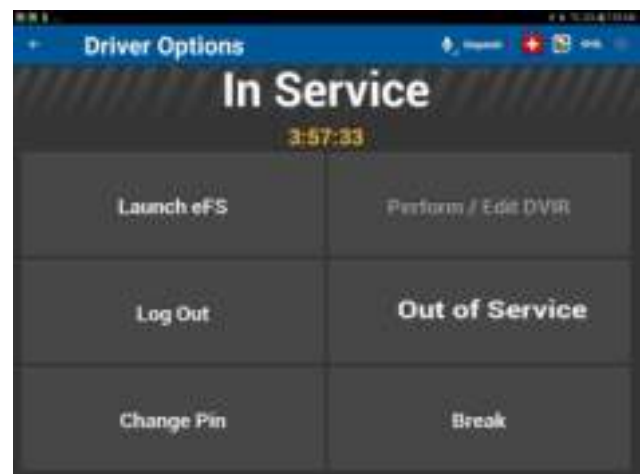 Driver Options
In Service
3:57:33
Launch eFS
Perform / Edit DVIR
Log Out
Out of Service
Change Pin
Break